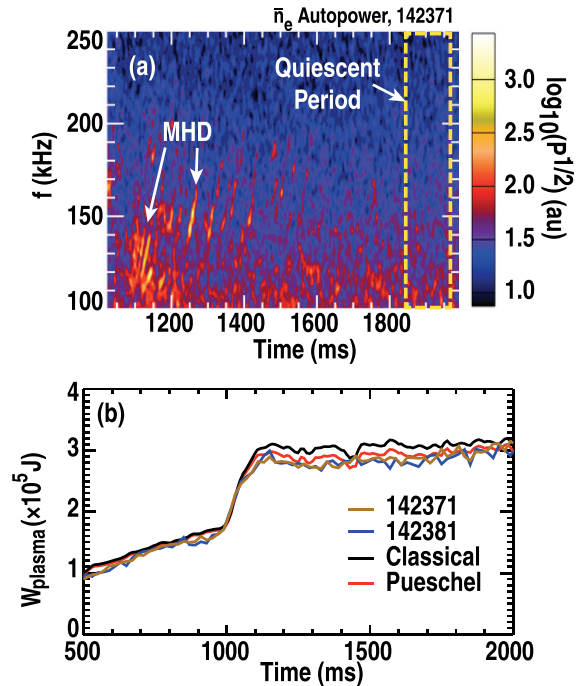 n̄e Autopower, 142371
250
200
150
100
f (kHz)
(a)
MHD
Quiescent
Period
1200 1400 1600 1800
Time (ms)
3.0
2.5
2.0
1.5
1.0
log10(P1/2) (au)
4
3
2
1
0
Wplasma (×10⁵ J)
(b)
142371
142381
Classical
Pueschel
500 1000 1500 2000
Time (ms)